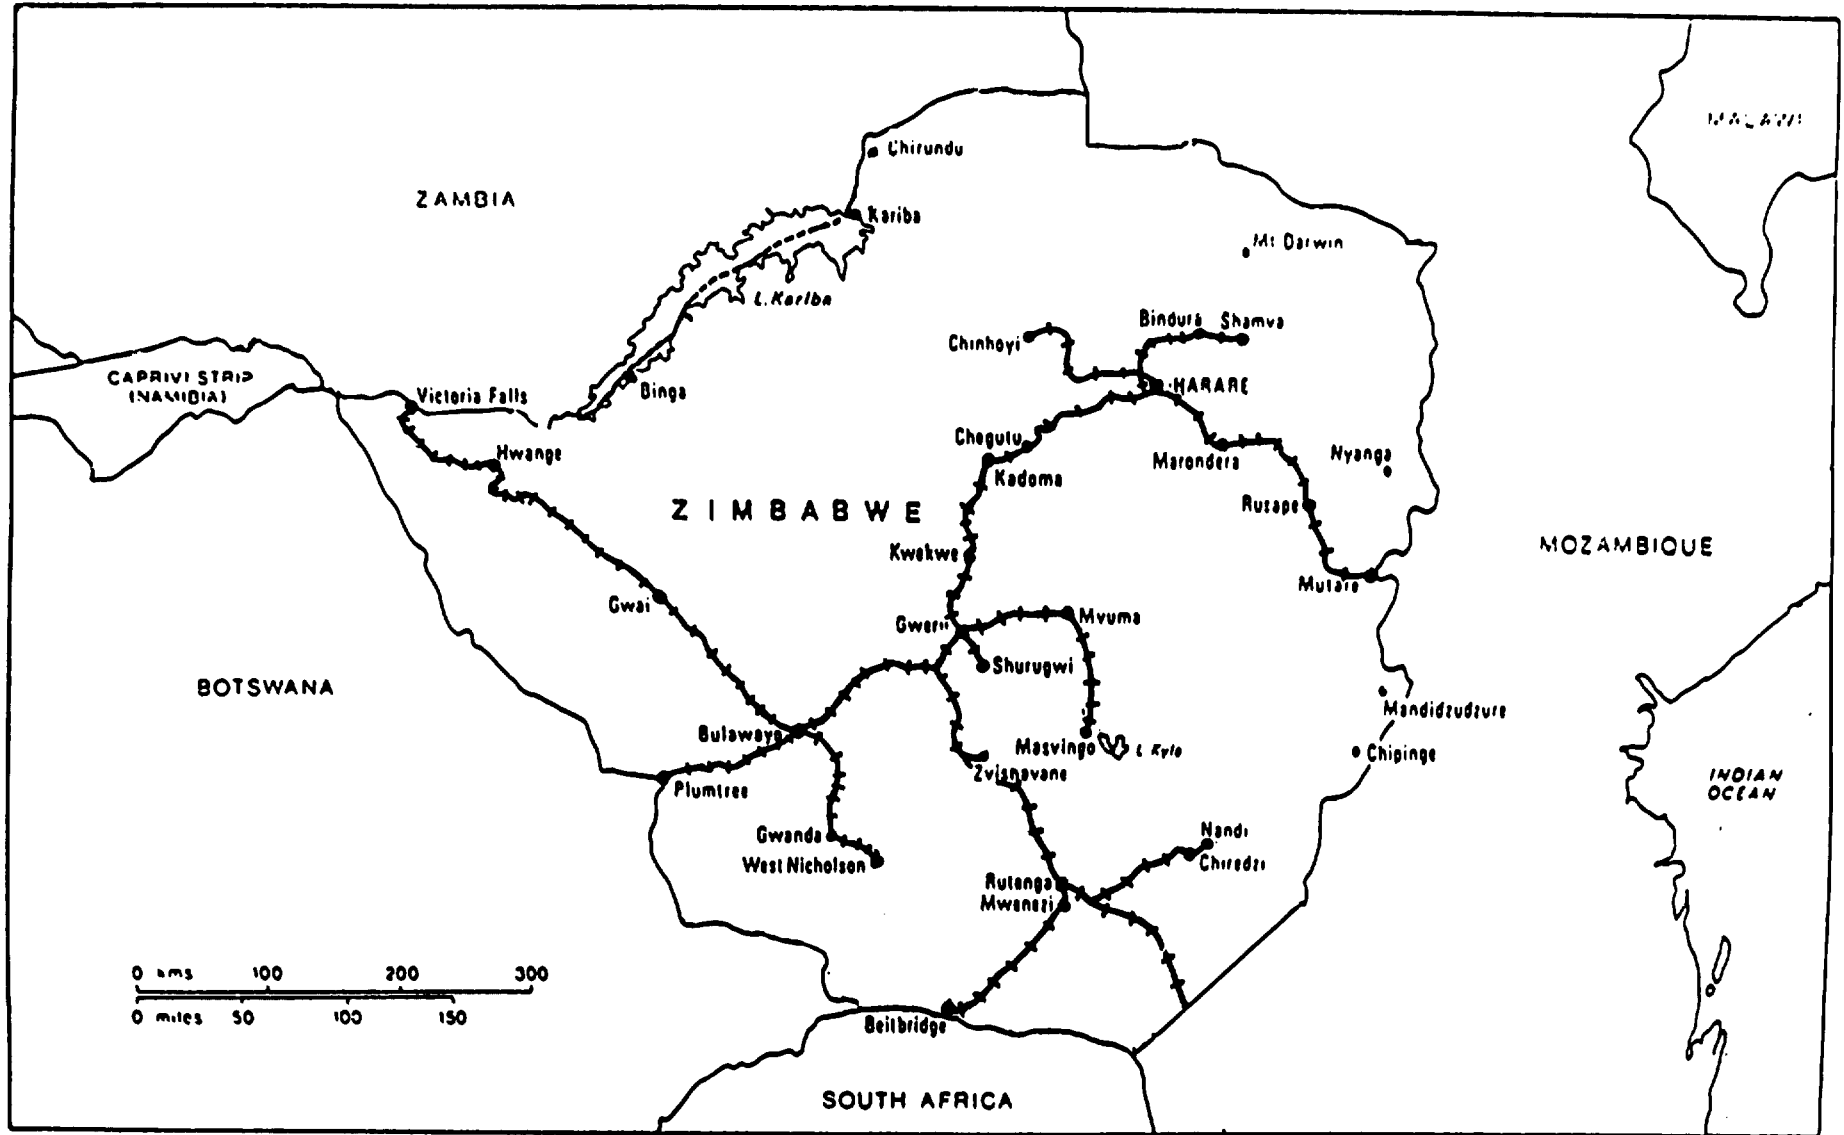 MALAWI
Chirundu
ZAMBIA
Kariba
Mt Darwin
L. Kariba
Bindura Shamva
Chinhoyi
CAPRIVI STRIP
(NAMIBIA)
HARARE
Victoria Falls
Binga
Chegutu
Hwange
Marondera
Nyanga
Kadoma
ZIMBABWE
Rusape
Kwekwe
MOZAMBIQUE
Mutare
Gwai
Mvuma
Gweru
Shurugwi
BOTSWANA
Mandidzudzure
Bulawayo
Masvingo
L Kyle
Chipinge
Zvishavane
Plumtree
INDIAN
OCEAN
Gwanda
Nandi
West Nicholson
Chiredzi
Rutenga
Mwenezi
0 kms 100 200 300
0 miles 50 100 150
Beitbridge
SOUTH AFRICA